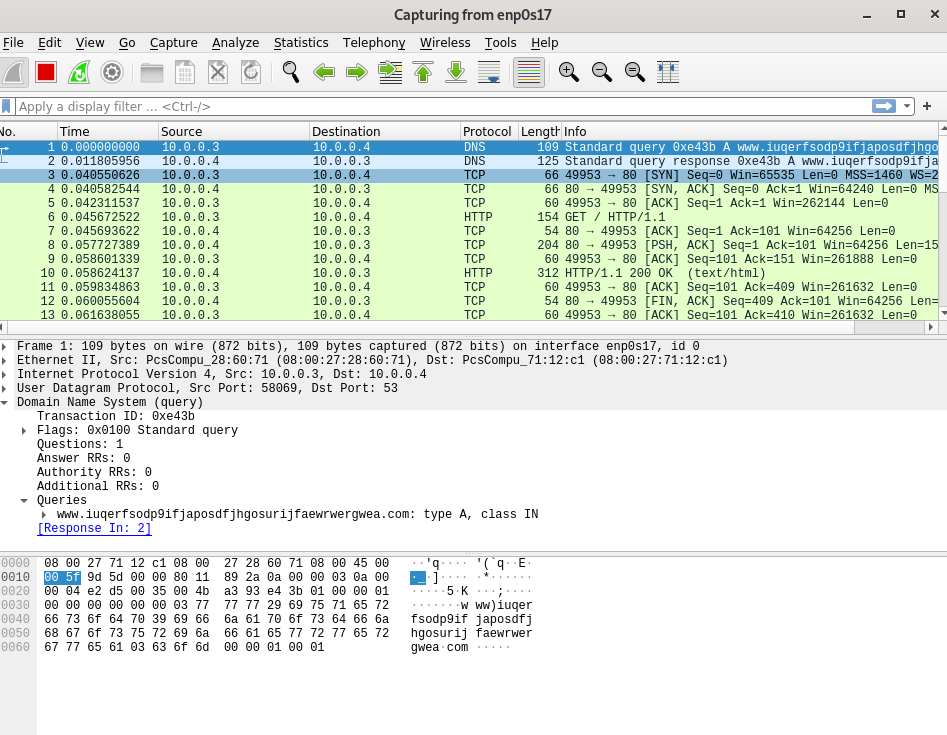 Capturing from enp0s17
File Edit View Go Capture Analyze Statistics Telephony Wireless Tools Help
Apply a display filter ... <Ctrl-/>
No. Time Source Destination Protocol Length Info
1 0.000000000 10.0.0.3 10.0.0.4 DNS 109 Standard query 0xe43b A www.iuqerfsodp9ifjaposdfjhgo
2 0.011805956 10.0.0.4 10.0.0.3 DNS 125 Standard query response 0xe43b A www.iuqerfsodp9ifja
3 0.040550626 10.0.0.3 10.0.0.4 TCP 66 49953 → 80 [SYN] Seq=0 Win=65535 Len=0 MSS=1460 WS=2
4 0.040582544 10.0.0.4 10.0.0.3 TCP 66 80 → 49953 [SYN, ACK] Seq=0 Ack=1 Win=64240 Len=0 MS
5 0.042311537 10.0.0.3 10.0.0.4 TCP 60 49953 → 80 [ACK] Seq=1 Ack=1 Win=262144 Len=0
6 0.045672522 10.0.0.3 10.0.0.4 HTTP 154 GET / HTTP/1.1
7 0.045693622 10.0.0.4 10.0.0.3 TCP 54 80 → 49953 [ACK] Seq=1 Ack=101 Win=64256 Len=0
8 0.057727389 10.0.0.4 10.0.0.3 TCP 204 80 → 49953 [PSH, ACK] Seq=1 Ack=101 Win=64256 Len=15
9 0.058601339 10.0.0.3 10.0.0.4 TCP 60 49953 → 80 [ACK] Seq=101 Ack=151 Win=261888 Len=0
10 0.058624137 10.0.0.4 10.0.0.3 HTTP 312 HTTP/1.1 200 OK (text/html)
11 0.059834863 10.0.0.3 10.0.0.4 TCP 60 49953 → 80 [ACK] Seq=101 Ack=409 Win=261632 Len=0
12 0.060055604 10.0.0.4 10.0.0.3 TCP 54 80 → 49953 [FIN, ACK] Seq=409 Ack=101 Win=64256 Len=
13 0.061638055 10.0.0.3 10.0.0.4 TCP 60 49953 → 80 [ACK] Seq=101 Ack=410 Win=261632 Len=0
Frame 1: 109 bytes on wire (872 bits), 109 bytes captured (872 bits) on interface enp0s17, id 0
Ethernet II, Src: PcsCompu_28:60:71 (08:00:27:28:60:71), Dst: PcsCompu_71:12:c1 (08:00:27:71:12:c1)
Internet Protocol Version 4, Src: 10.0.0.3, Dst: 10.0.0.4
User Datagram Protocol, Src Port: 58069, Dst Port: 53
Domain Name System (query)
Transaction ID: 0xe43b
Flags: 0x0100 Standard query
Questions: 1
Answer RRs: 0
Authority RRs: 0
Additional RRs: 0
Queries
www.iuqerfsodp9ifjaposdfjhgosurijfaewrwergwea.com: type A, class IN
[Response In: 2]
0000 08 00 27 71 12 c1 08 00 27 28 60 71 08 00 45 00 ··'q···· '(`q··E·
0010 00 5f 9d 5d 00 00 80 11 89 2a 0a 00 00 03 0a 00 ·_·]···· ·*······
0020 00 04 e2 d5 00 35 00 4b a3 93 e4 3b 01 00 00 01 ·····5·K ···;····
0030 00 00 00 00 00 00 03 77 77 77 29 69 75 71 65 72 ·······w ww)iuqer
0040 66 73 6f 64 70 39 69 66 6a 61 70 6f 73 64 66 6a fsodp9if japosdfj
0050 68 67 6f 73 75 72 69 6a 66 61 65 77 72 77 65 72 hgosurij faewrwer
0060 67 77 65 61 03 63 6f 6d 00 00 01 00 01 gwea·com ·····